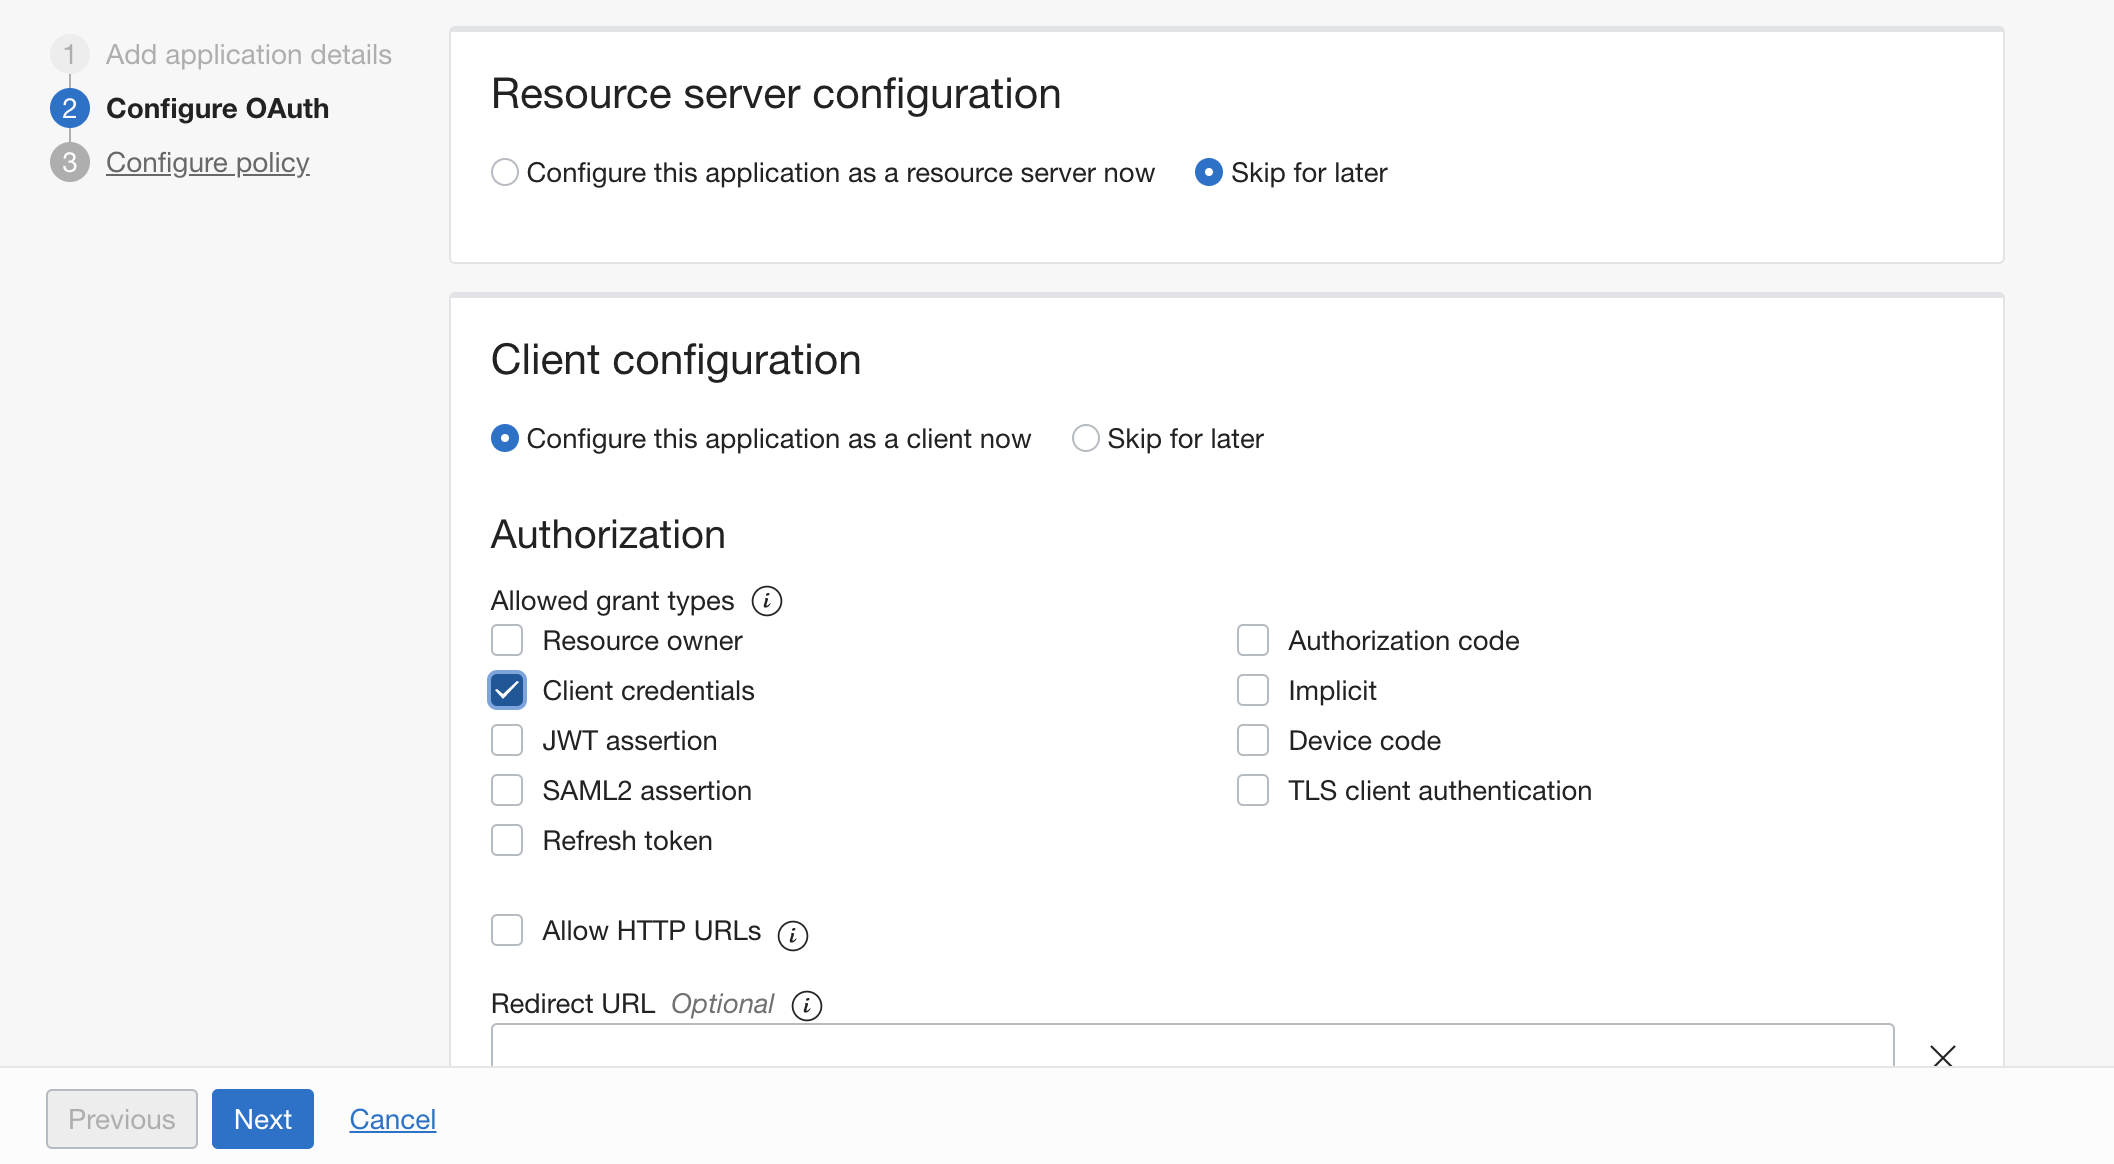 1 Add application details
2 Configure OAuth
3 Configure policy
Resource server configuration
Configure this application as a resource server now Skip for later
Client configuration
Configure this application as a client now Skip for later
Authorization
Allowed grant types i
Resource owner Authorization code
Client credentials Implicit
JWT assertion Device code
SAML2 assertion TLS client authentication
Refresh token
Allow HTTP URLs i
Redirect URL Optional i
Previous Next Cancel